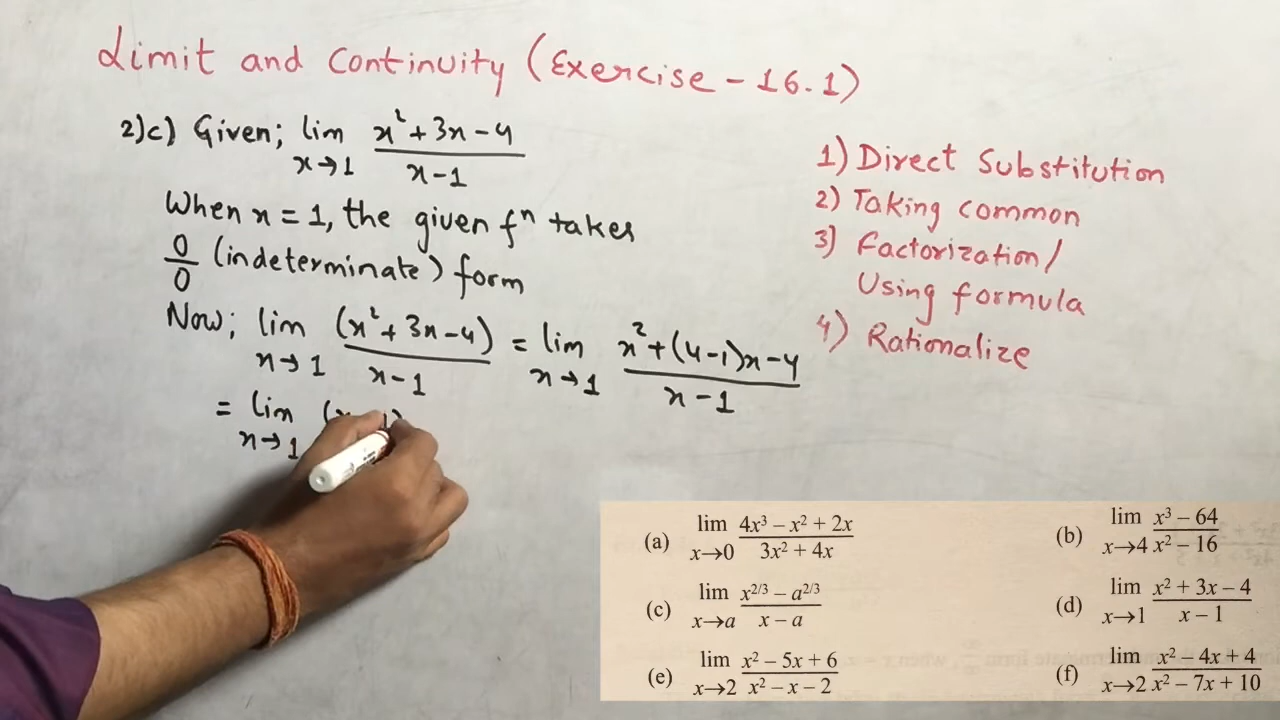 Limit and Continuity (Exercise - 16.1)
2)c) Given; lim x→1 (x² + 3x - 4)/(x - 1)
When x = 1, the given fⁿ takes
0/0 (indeterminate) form
Now; lim x→1 (x² + 3x - 4)/(x - 1) = lim x→1 (x² + (4-1)x - 4)/(x - 1)
= lim x→1
1) Direct Substitution
2) Taking common
3) Factorization/
Using formula
4) Rationalize
(a) lim x→0 (4x³ − x² + 2x)/(3x² + 4x)
(b) lim x→4 (x³ − 64)/(x² − 16)
(c) lim x→a (x^2/3 − a^2/3)/(x − a)
(d) lim x→1 (x² + 3x − 4)/(x − 1)
(e) lim x→2 (x² − 5x + 6)/(x² − x − 2)
(f) lim x→2 (x² − 4x + 4)/(x² − 7x + 10)